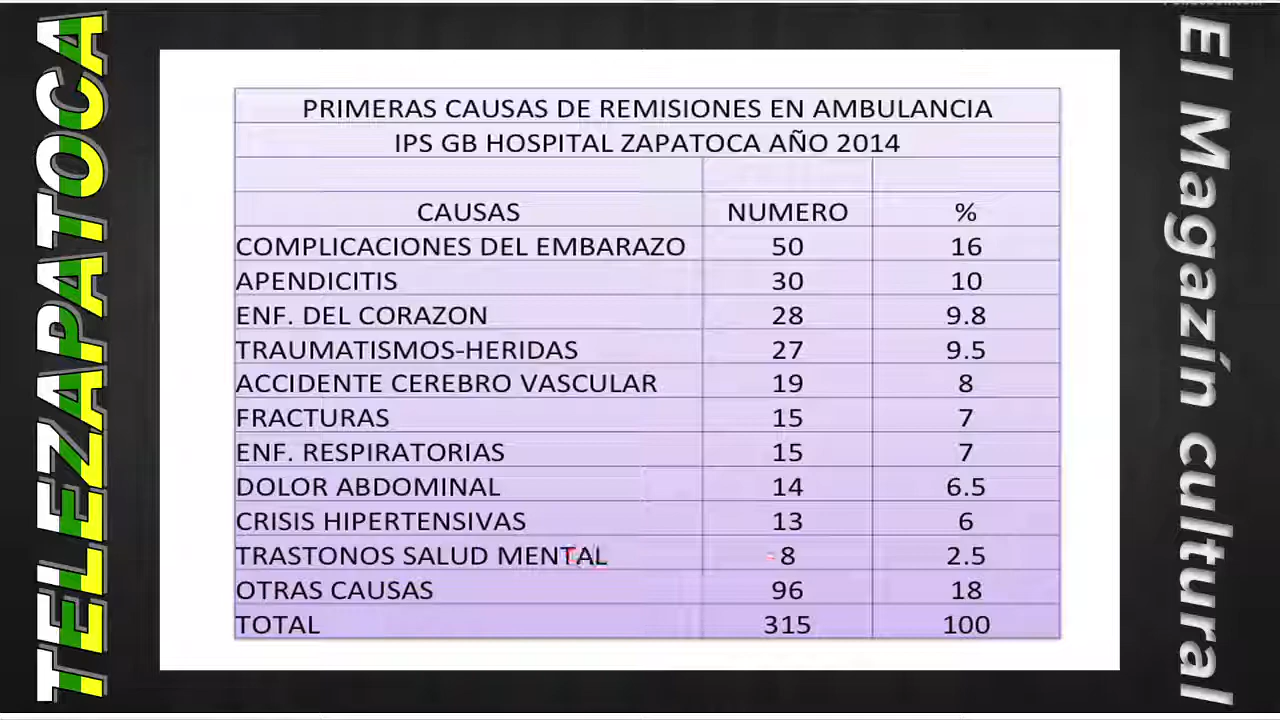 TELEZAPATOCA
PRIMERAS CAUSAS DE REMISIONES EN AMBULANCIA
IPS GB HOSPITAL ZAPATOCA AÑO 2014
CAUSAS NUMERO %
COMPLICACIONES DEL EMBARAZO 50 16
APENDICITIS 30 10
ENF. DEL CORAZON 28 9.8
TRAUMATISMOS-HERIDAS 27 9.5
ACCIDENTE CEREBRO VASCULAR 19 8
FRACTURAS 15 7
ENF. RESPIRATORIAS 15 7
DOLOR ABDOMINAL 14 6.5
CRISIS HIPERTENSIVAS 13 6
TRASTONOS SALUD MENTAL 8 2.5
OTRAS CAUSAS 96 18
TOTAL 315 100
El Magazín cultural